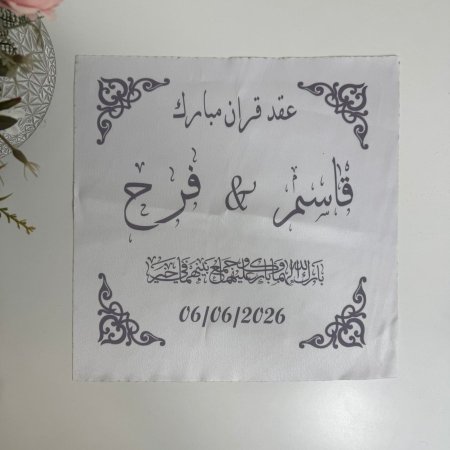 عقد قران مبارك
قاسم & فرح
بارك الله لهما وبارك عليهما وجمع بينهما في خير
06/06/2026